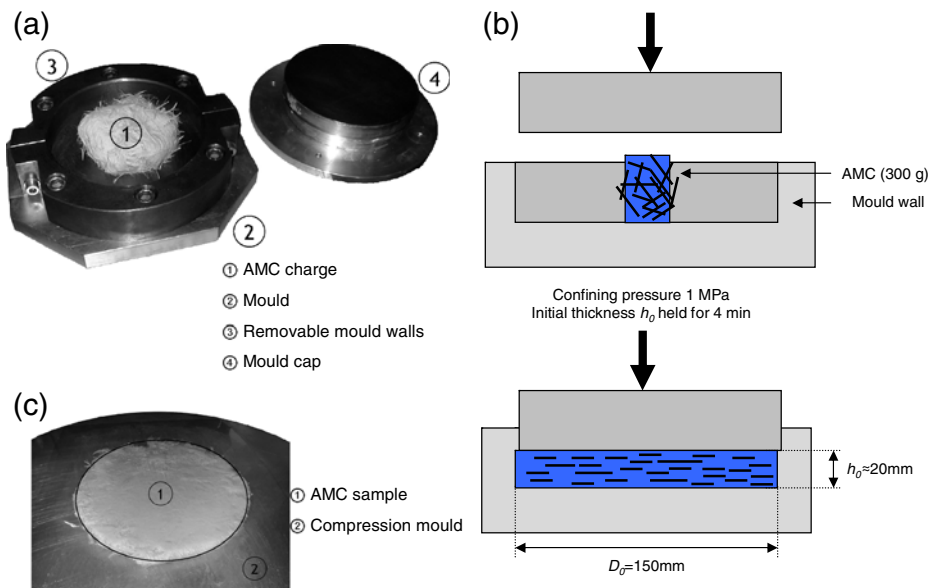 (a)
③
①
④
②
① AMC charge
② Mould
③ Removable mould walls
④ Mould cap
(b)
AMC (300 g)
Mould wall
Confining pressure 1 MPa
Initial thickness h₀ held for 4 min
h₀≈20mm
D₀=150mm
(c)
①
②
① AMC sample
② Compression mould